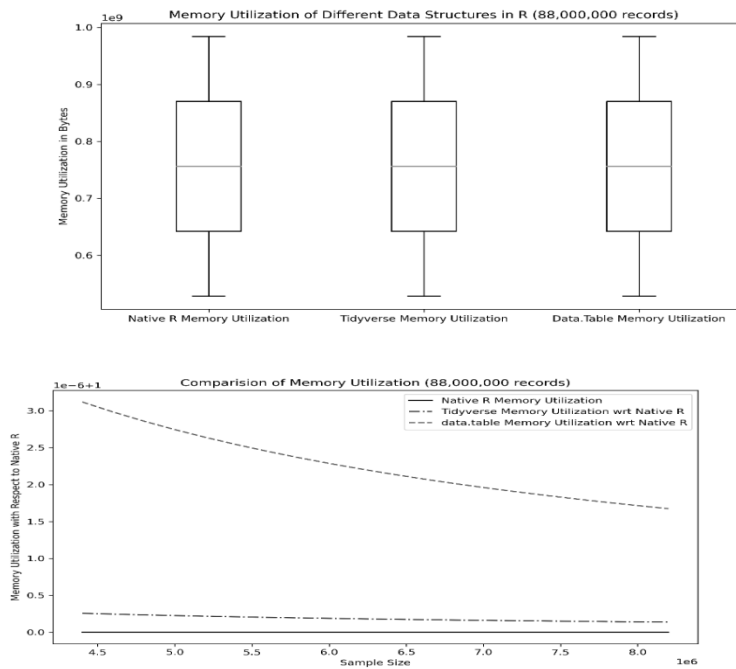 Memory Utilization of Different Data Structures in R (88,000,000 records)
1e9
1.0
0.9
0.8
0.7
0.6
Memory Utilization in Bytes
Native R Memory Utilization
Tidyverse Memory Utilization
Data.Table Memory Utilization
Comparision of Memory Utilization (88,000,000 records)
1e-6+1
3.0
2.5
2.0
1.5
1.0
0.5
0.0
Memory Utilization with Respect to Native R
Native R Memory Utilization
Tidyverse Memory Utilization wrt Native R
data.table Memory Utilization wrt Native R
4.5
5.0
5.5
6.0
6.5
7.0
7.5
8.0
Sample Size
1e6